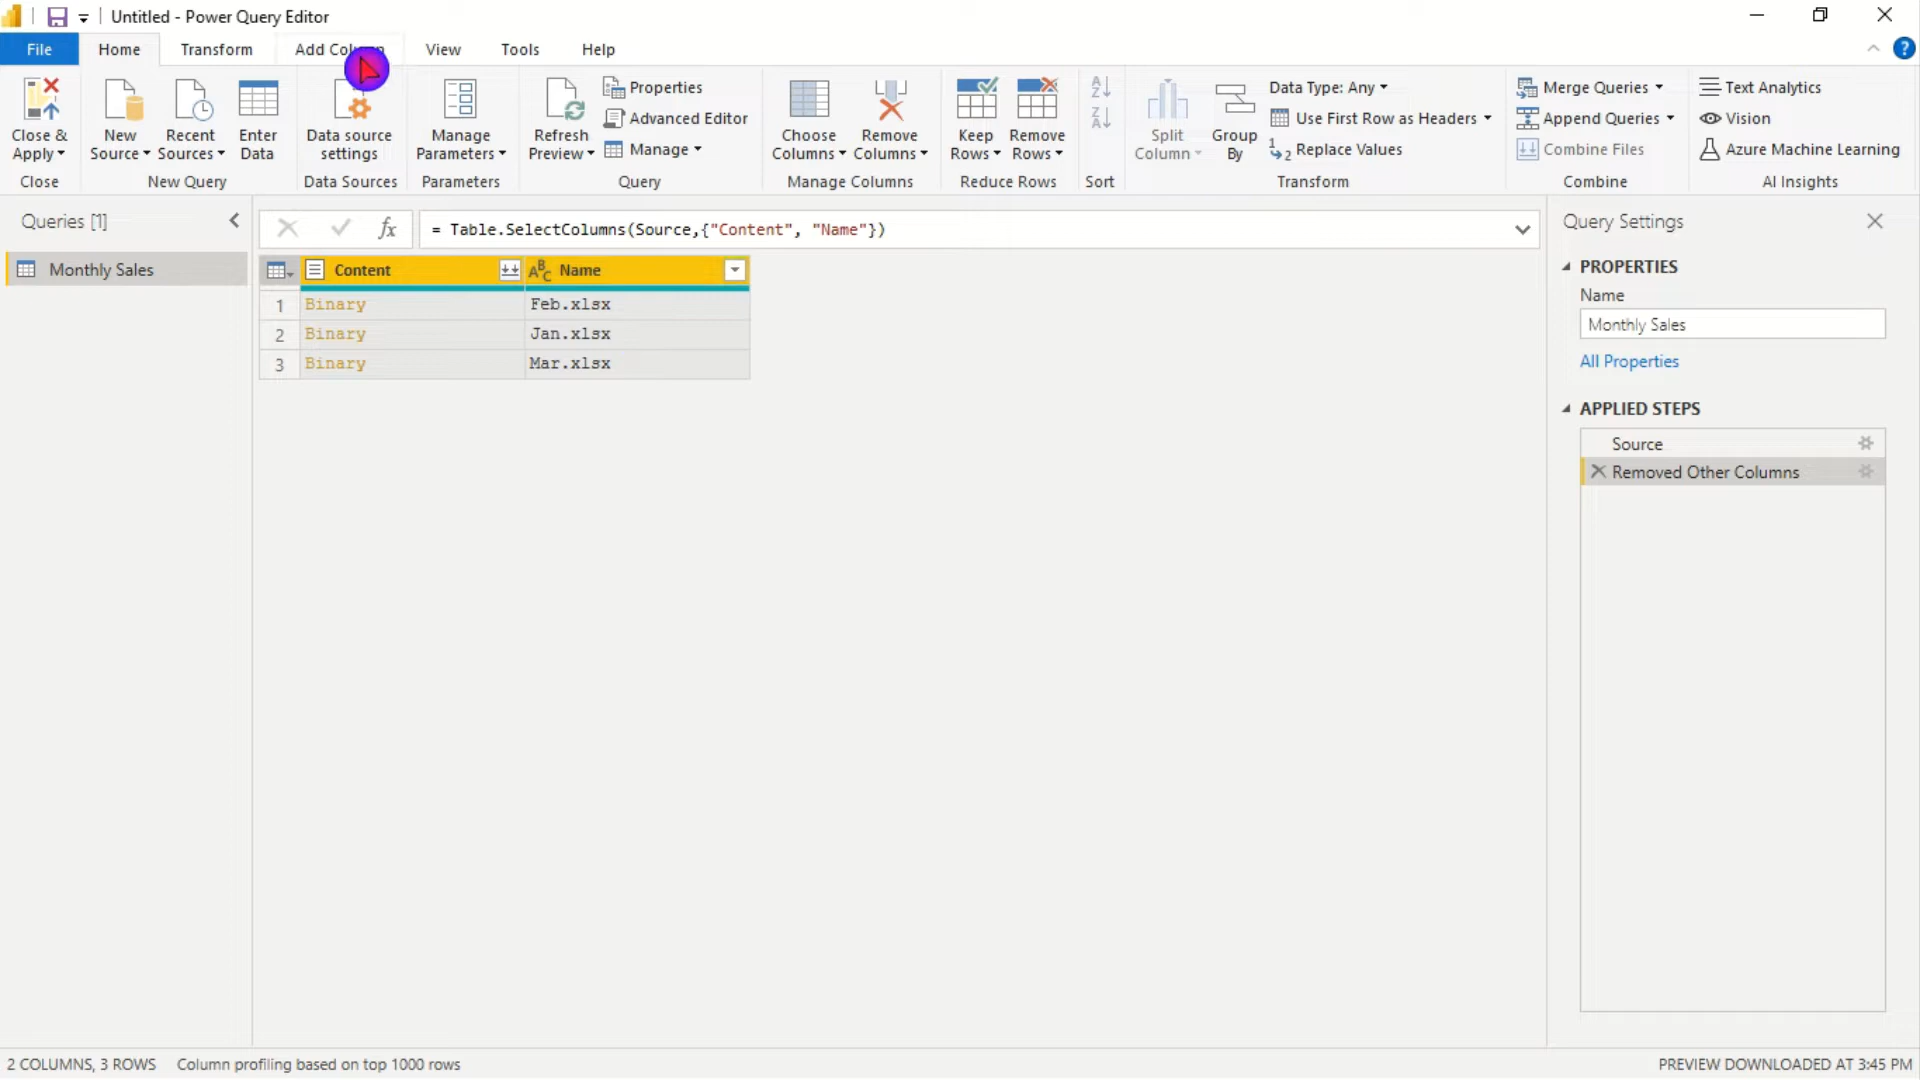 Untitled - Power Query Editor
File Home Transform Add Column View Tools Help
Close & Apply
New Source
Recent Sources
Enter Data
Data source settings
Manage Parameters
Refresh Preview
Properties
Advanced Editor
Manage
Choose Columns
Remove Columns
Keep Rows
Remove Rows
Split Column
Group By
Data Type: Any
Use First Row as Headers
Replace Values
Merge Queries
Append Queries
Combine Files
Text Analytics
Vision
Azure Machine Learning
Close New Query Data Sources Parameters Query Manage Columns Reduce Rows Sort Transform Combine AI Insights
Queries [1]
Monthly Sales
fx = Table.SelectColumns(Source,{"Content", "Name"})
Content ABC Name
1 Binary Feb.xlsx
2 Binary Jan.xlsx
3 Binary Mar.xlsx
Query Settings
PROPERTIES
Name
Monthly Sales
All Properties
APPLIED STEPS
Source
Removed Other Columns
2 COLUMNS, 3 ROWS Column profiling based on top 1000 rows
PREVIEW DOWNLOADED AT 3:45 PM